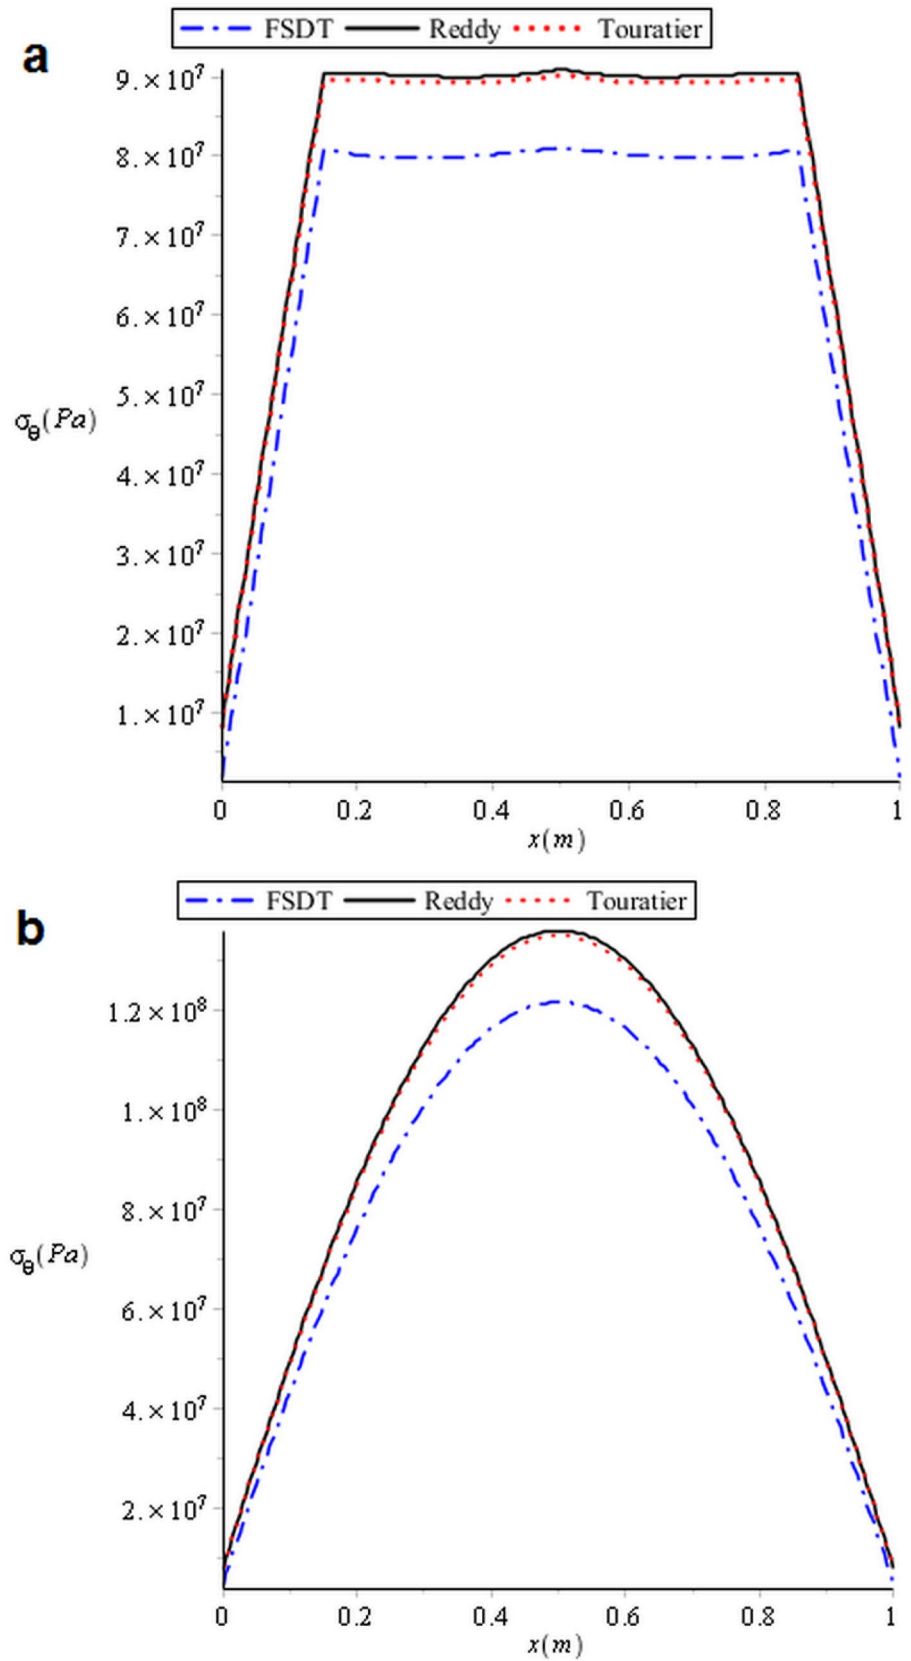 FSDT Reddy Touratier
a
9.×10⁷
8.×10⁷
7.×10⁷
6.×10⁷
5.×10⁷
σθ(Pa)
4.×10⁷
3.×10⁷
2.×10⁷
1.×10⁷
0 0.2 0.4 0.6 0.8 1
x(m)
FSDT Reddy Touratier
b
1.2×10⁸
1.×10⁸
8.×10⁷
σθ(Pa)
6.×10⁷
4.×10⁷
2.×10⁷
0 0.2 0.4 0.6 0.8 1
x(m)